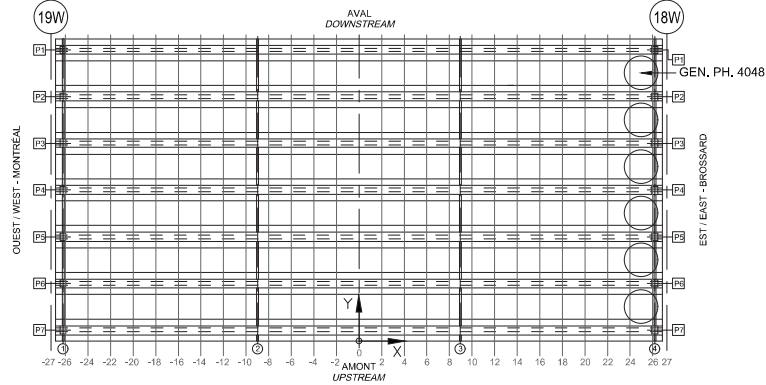 19W
AVAL
DOWNSTREAM
18W
P1
P1
GEN. PH. 4048
P2
P2
P3
P3
OUEST / WEST - MONTRÉAL
EST / EAST - BROSSARD
P4
P4
P5
P5
P6
P6
Y
P7
P7
X
1
2
3
4
-27 -26 -24 -22 -20 -18 -16 -14 -12 -10 -8 -6 -4 -2 0 2 4 6 8 10 12 14 16 18 20 22 24 26 27
AMONT
UPSTREAM